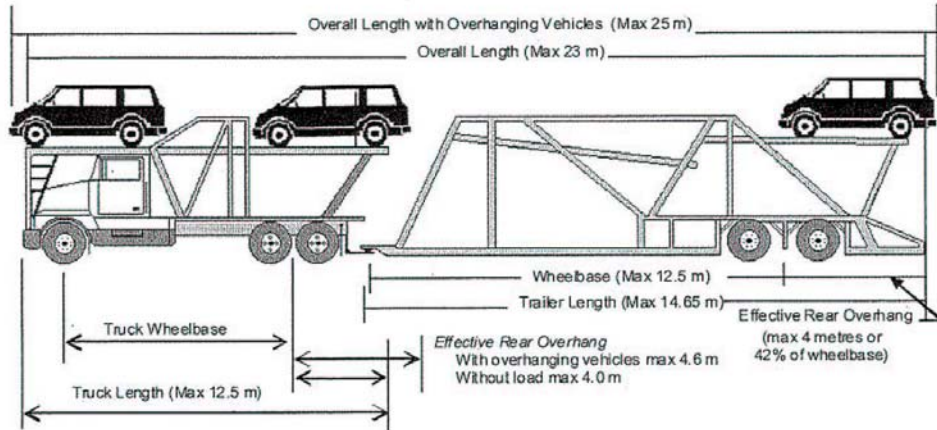 Overall Length with Overhanging Vehicles (Max 25 m)
Overall Length (Max 23 m)
Wheelbase (Max 12.5 m)
Trailer Length (Max 14.65 m)
Truck Wheelbase
Effective Rear Overhang
With overhanging vehicles max 4.6 m
Without load max 4.0 m
Effective Rear Overhang
(max 4 metres or
42% of wheelbase)
Truck Length (Max 12.5 m)